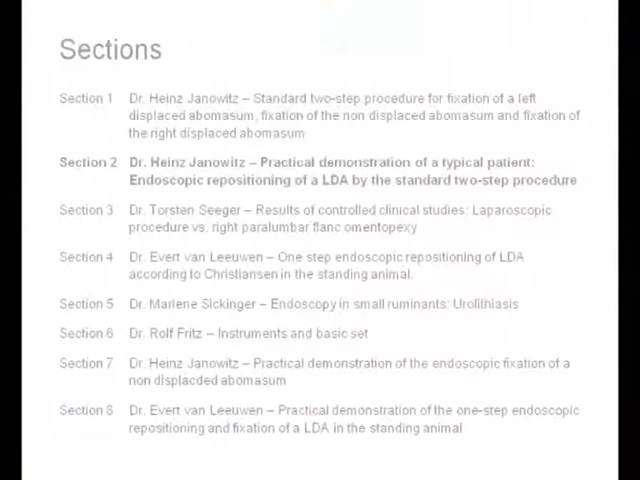 Sections
Section 1 Dr. Heinz Janowitz – Standard two-step procedure for fixation of a left
displaced abomasum, fixation of the non displaced abomasum and fixation of
the right displaced abomasum
Section 2 Dr. Heinz Janowitz – Practical demonstration of a typical patient:
Endoscopic repositioning of a LDA by the standard two-step procedure
Section 3 Dr. Torsten Seeger – Results of controlled clinical studies: Laparoscopic
procedure vs. right paralumbar flanc omentopexy
Section 4 Dr. Evert van Leeuwen – One step endoscopic repositioning of LDA
according to Christiansen in the standing animal.
Section 5 Dr. Marlene Sickinger – Endoscopy in small ruminants: Urolithiasis
Section 6 Dr. Rolf Fritz – Instruments and basic set
Section 7 Dr. Heinz Janowitz – Practical demonstration of the endoscopic fixation of a
non displacded abomasum
Section 8 Dr. Evert van Leeuwen – Practical demonstration of the one-step endoscopic
repositioning and fixation of a LDA in the standing animal